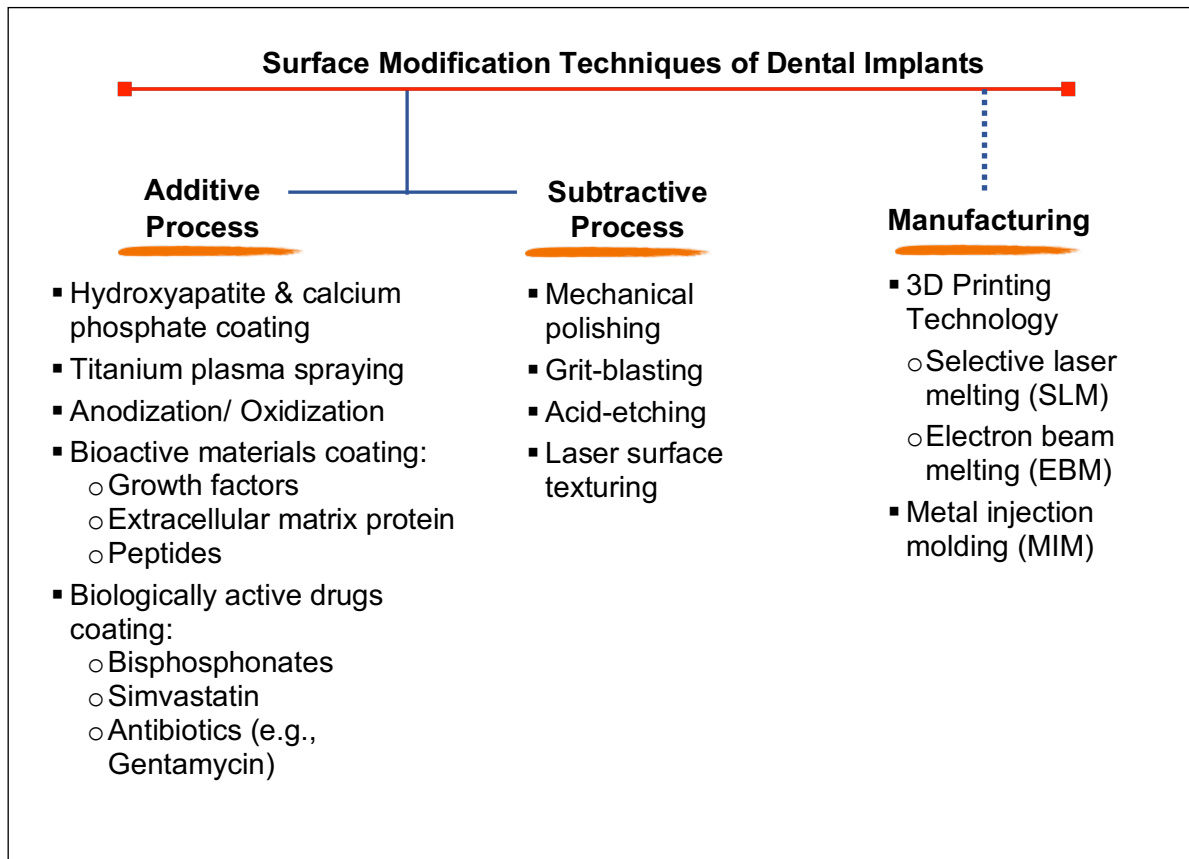 Surface Modification Techniques of Dental Implants
Additive
Process
▪ Hydroxyapatite & calcium
phosphate coating
▪ Titanium plasma spraying
▪ Anodization/ Oxidization
▪ Bioactive materials coating:
o Growth factors
o Extracellular matrix protein
o Peptides
▪ Biologically active drugs
coating:
o Bisphosphonates
o Simvastatin
o Antibiotics (e.g.,
Gentamycin)
Subtractive
Process
▪ Mechanical
polishing
▪ Grit-blasting
▪ Acid-etching
▪ Laser surface
texturing
Manufacturing
▪ 3D Printing
Technology
o Selective laser
melting (SLM)
o Electron beam
melting (EBM)
▪ Metal injection
molding (MIM)